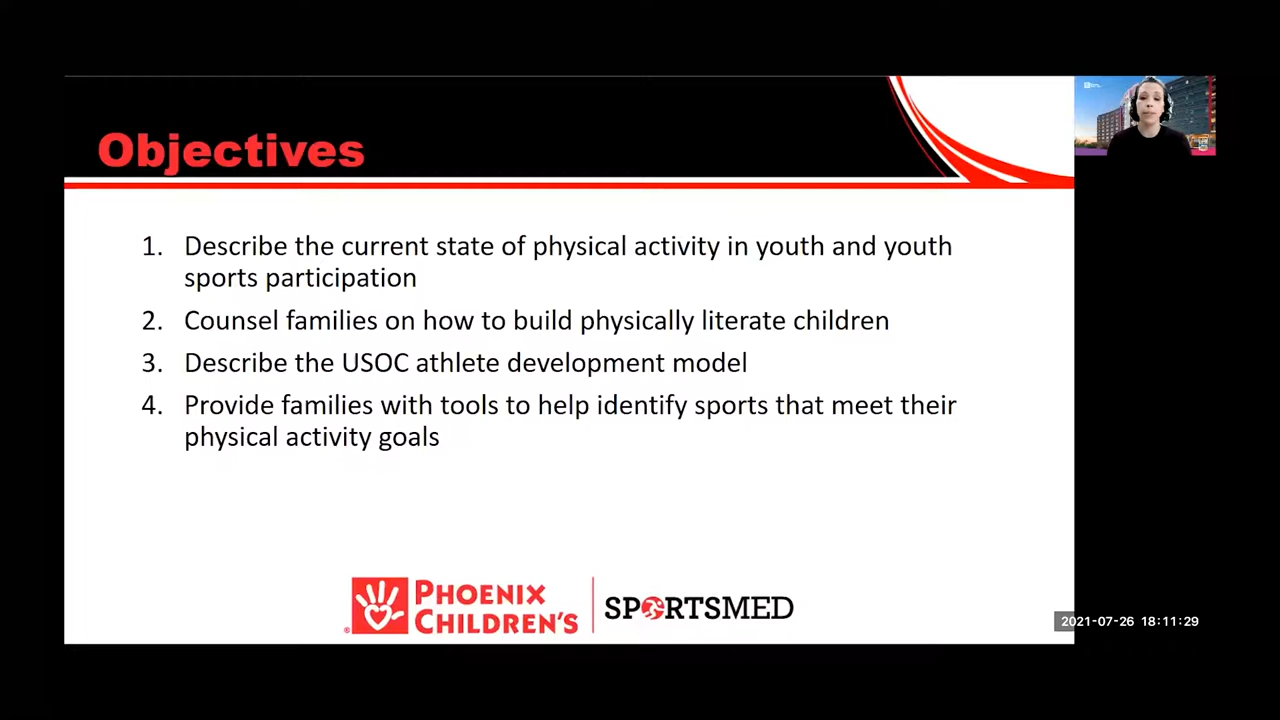 Objectives
1. Describe the current state of physical activity in youth and youth
sports participation
2. Counsel families on how to build physically literate children
3. Describe the USOC athlete development model
4. Provide families with tools to help identify sports that meet their
physical activity goals
PHOENIX
CHILDREN'S
SPORTSMED
2021-07-26 18:11:29